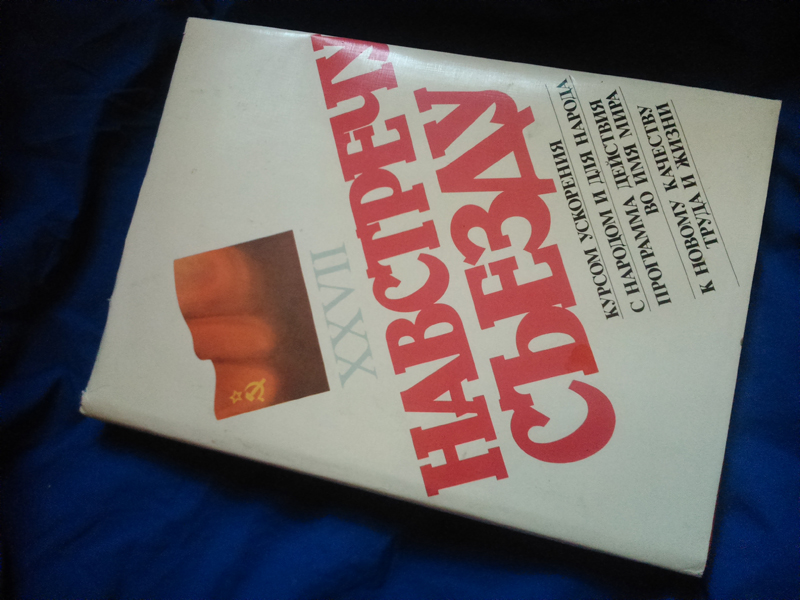 XXVII
НАВСТРЕЧУ
СЪЕЗДУ
КУРСОМ УСКОРЕНИЯ
С НАРОДОМ И ДЛЯ НАРОДА
ПРОГРАММА ДЕЙСТВИЯ
ВО ИМЯ МИРА
К НОВОМУ КАЧЕСТВУ
ТРУДА И ЖИЗНИ